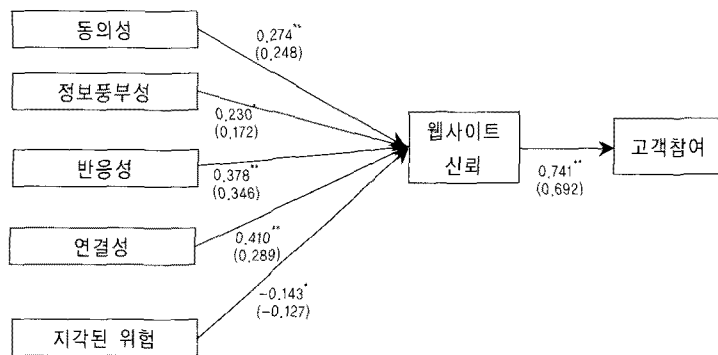 동의성
0.274**
(0.248)
정보풍부성
0.230*
(0.172)
반응성
0.378**
(0.346)
연결성
0.410**
(0.289)
지각된 위험
-0.143*
(-0.127)
웹사이트
신뢰
0.741**
(0.692)
고객참여